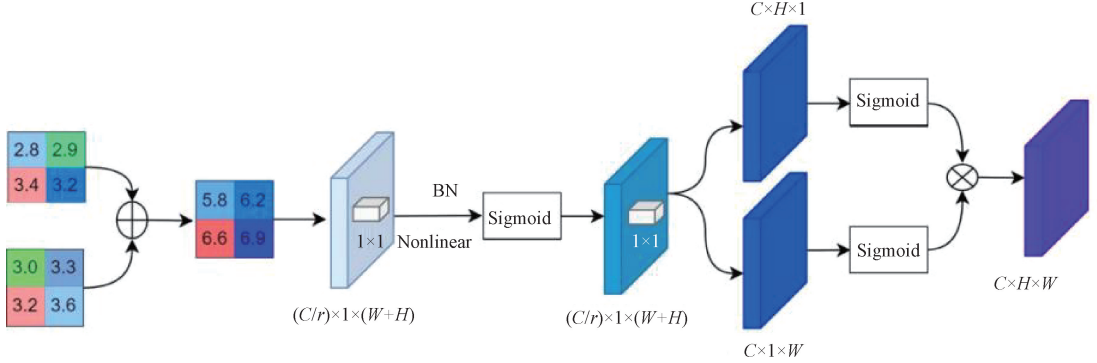 C×H×1
Sigmoid
2.8 2.9
3.4 3.2
BN
5.8 6.2
6.6 6.9
Sigmoid
1×1
Nonlinear
1×1
3.0 3.3
3.2 3.6
Sigmoid
(C/r)×1×(W+H)
(C/r)×1×(W+H)
C×H×W
C×1×W